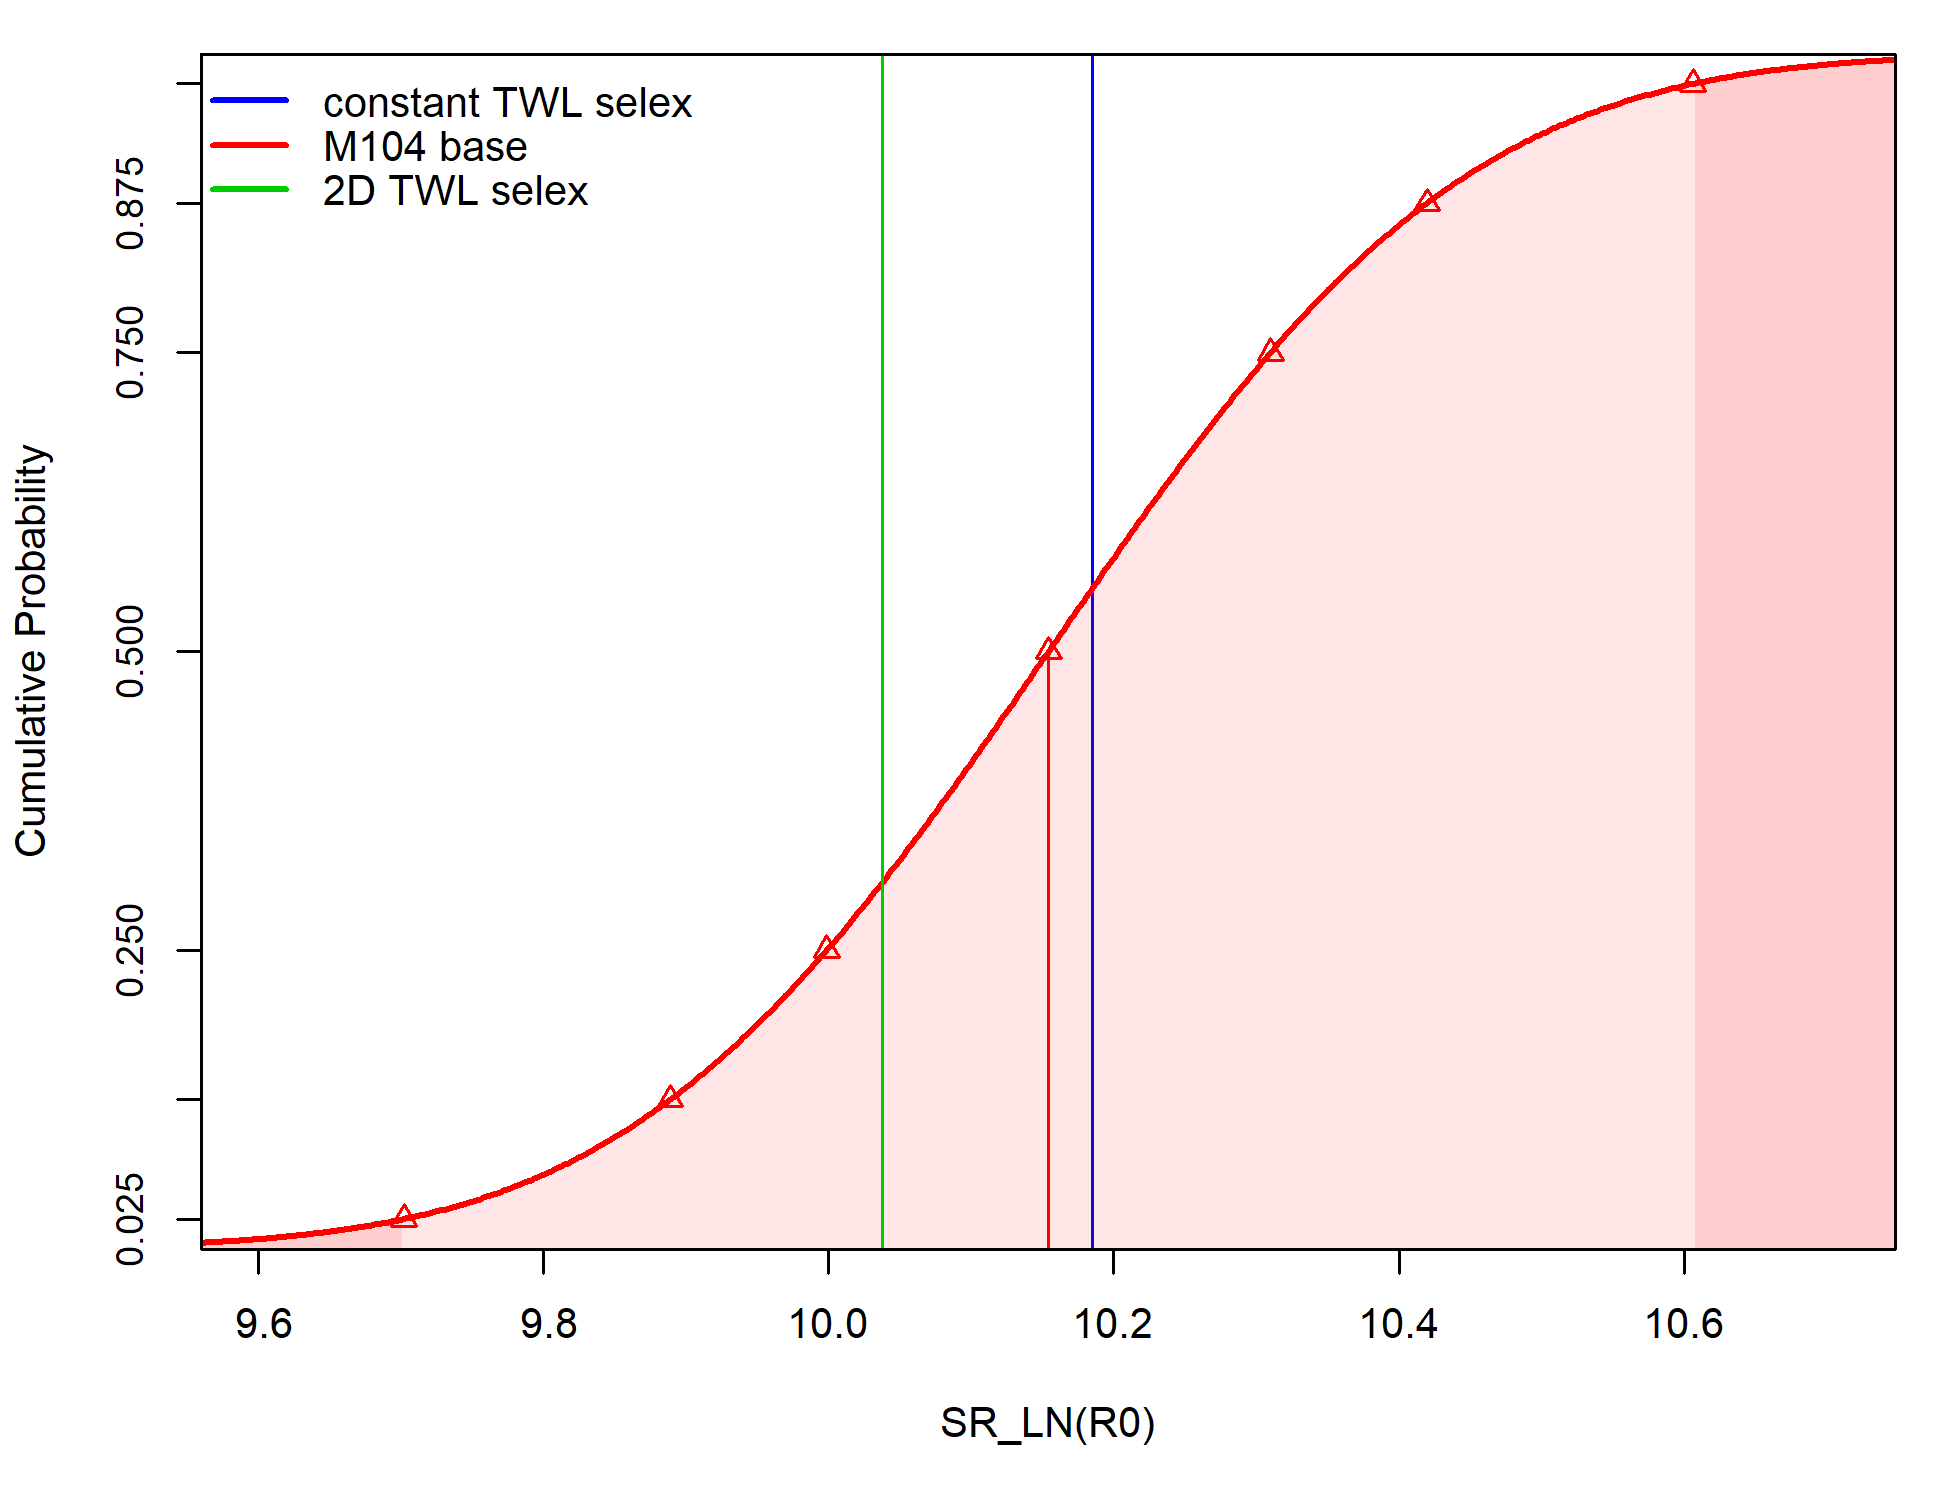 constant TWL selex
M104 base
2D TWL selex
Cumulative Probability
0.875
0.750
0.500
0.250
0.025
9.6
9.8
10.0
10.2
10.4
10.6
SR_LN(R0)